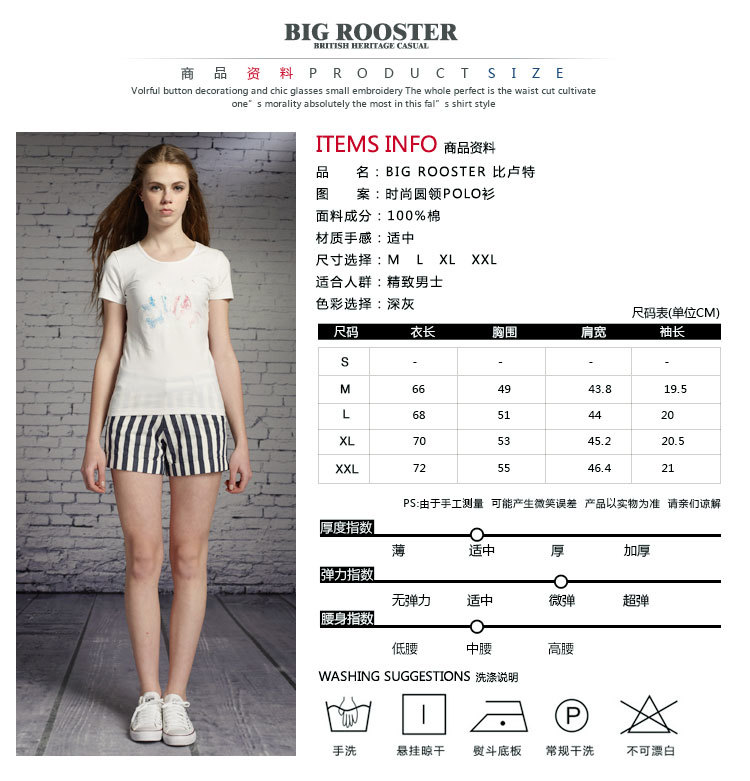 BIG ROOSTER
BRITISH HERITAGE CASUAL
商 品 资 料 P R O D U C T S I Z E
Volrful button decorationg and chic glasses small embroidery The whole perfect is the waist cut cultivate
one”s morality absolutely the most in this fal”s shirt style
ITEMS INFO 商品资料
品 名：BIG ROOSTER 比卢特
图 案：时尚圆领POLO衫
面料成分：100%棉
材质手感：适中
尺寸选择：M L XL XXL
适合人群：精致男士
色彩选择：深灰
尺码表(单位CM)
尺码 衣长 胸围 肩宽 袖长
S - - - -
M 66 49 43.8 19.5
L 68 51 44 20
XL 70 53 45.2 20.5
XXL 72 55 46.4 21
PS:由于手工测量 可能产生微笑误差 产品以实物为准 请亲们谅解
厚度指数
薄 适中 厚 加厚
弹力指数
无弹力 适中 微弹 超弹
腰身指数
低腰 中腰 高腰
WASHING SUGGESTIONS 洗涤说明
P
手洗 悬挂晾干 熨斗底板 常规干洗 不可漂白